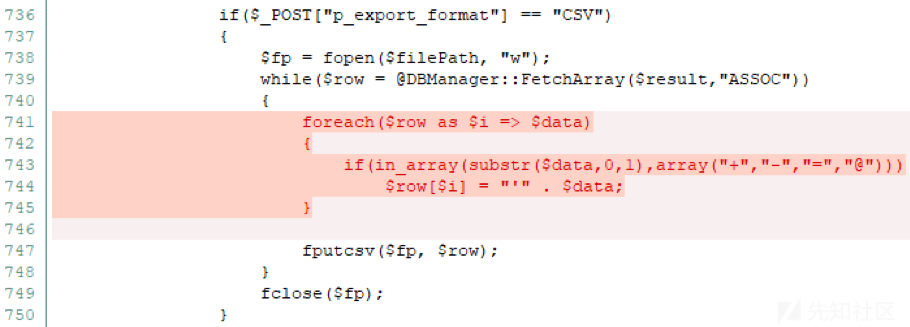 736 if($_POST["p_export_format"] == "CSV")
737 {
738 $fp = fopen($filePath, "w");
739 while($row = @DBManager::FetchArray($result,"ASSOC"))
740 {
741 foreach($row as $i => $data)
742 {
743 if(in_array(substr($data,0,1),array("+","-","=","@")))
744 $row[$i] = "'" . $data;
745 }
746
747 fputcsv($fp, $row);
748 }
749 fclose($fp);
750 }
先知社区